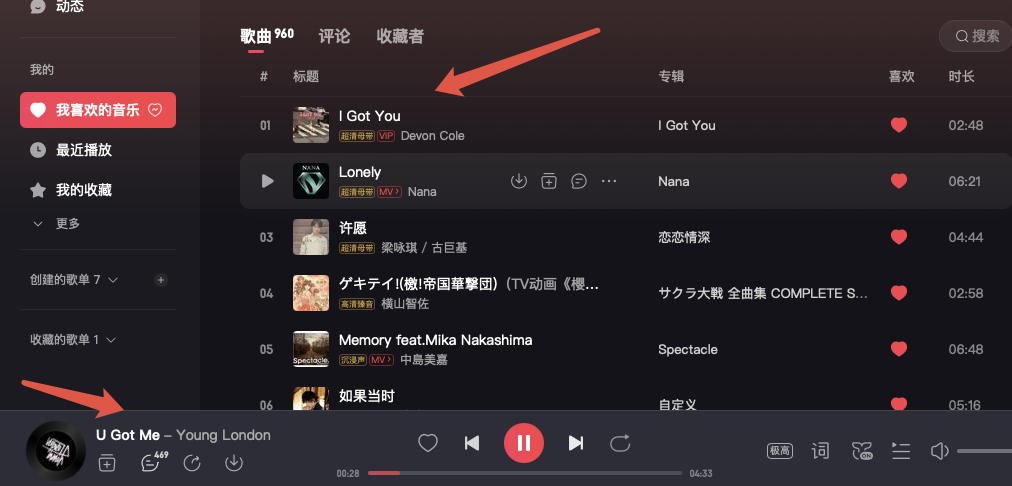 动态
我的
我喜欢的音乐
最近播放
我的收藏
更多
创建的歌单 7
收藏的歌单 1
歌曲 960 评论 收藏者 搜索
# 标题 专辑 喜欢 时长
01 I Got You I Got You 02:48
超清母带 VIP Devon Cole
Lonely Nana 06:21
超清母带 MV Nana
03 许愿 恋恋情深 04:44
超清母带 梁咏琪 / 古巨基
04 ゲキテイ!(檄!帝国華撃団)(TV动画《樱... サクラ大戦 全曲集 COMPLETE S... 02:58
高清臻音 横山智佐
05 Memory feat.Mika Nakashima Spectacle 06:48
沉浸声 MV 中島美嘉
06 如果当时 自定义 05:16
U Got Me – Young London
469
00:28 04:33
极高 词 ON
NANA
Spectacle.